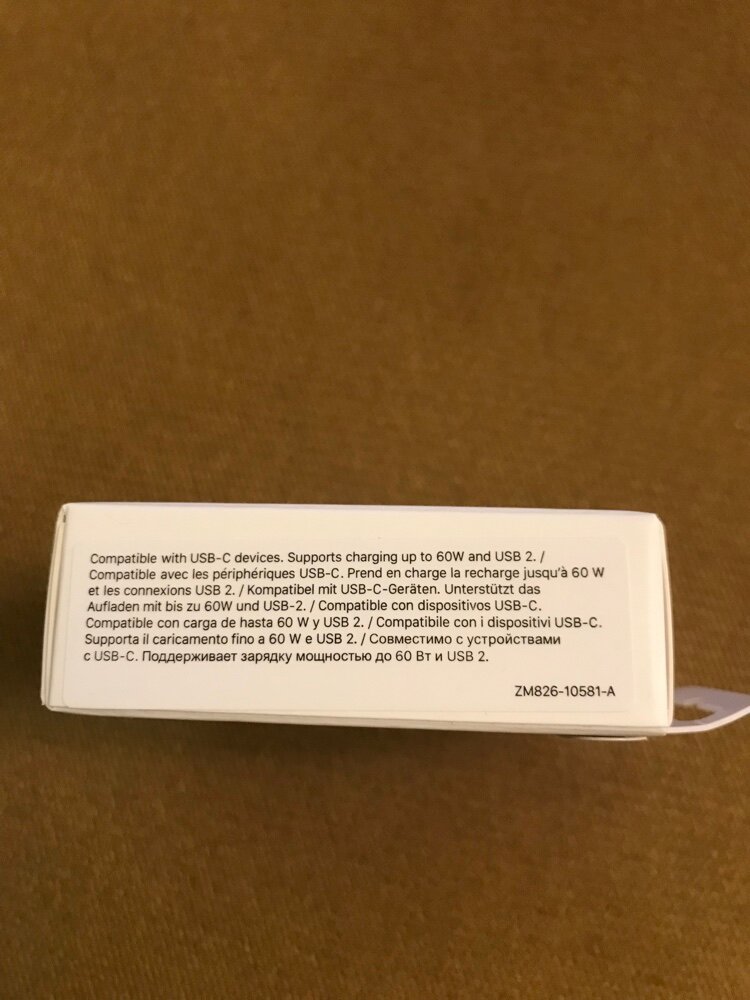 Compatible with USB-C devices. Supports charging up to 60W and USB 2. /
Compatible avec les périphériques USB-C. Prend en charge la recharge jusqu'à 60 W
et les connexions USB 2. / Kompatibel mit USB-C-Geräten. Unterstützt das
Aufladen mit bis zu 60W und USB-2. / Compatible con dispositivos USB-C.
Compatible con carga de hasta 60 W y USB 2. / Compatibile con i dispositivi USB-C.
Supporta il caricamento fino a 60 W e USB 2. / Совместимо с устройствами
с USB-C. Поддерживает зарядку мощностью до 60 Вт и USB 2.
ZM826-10581-A